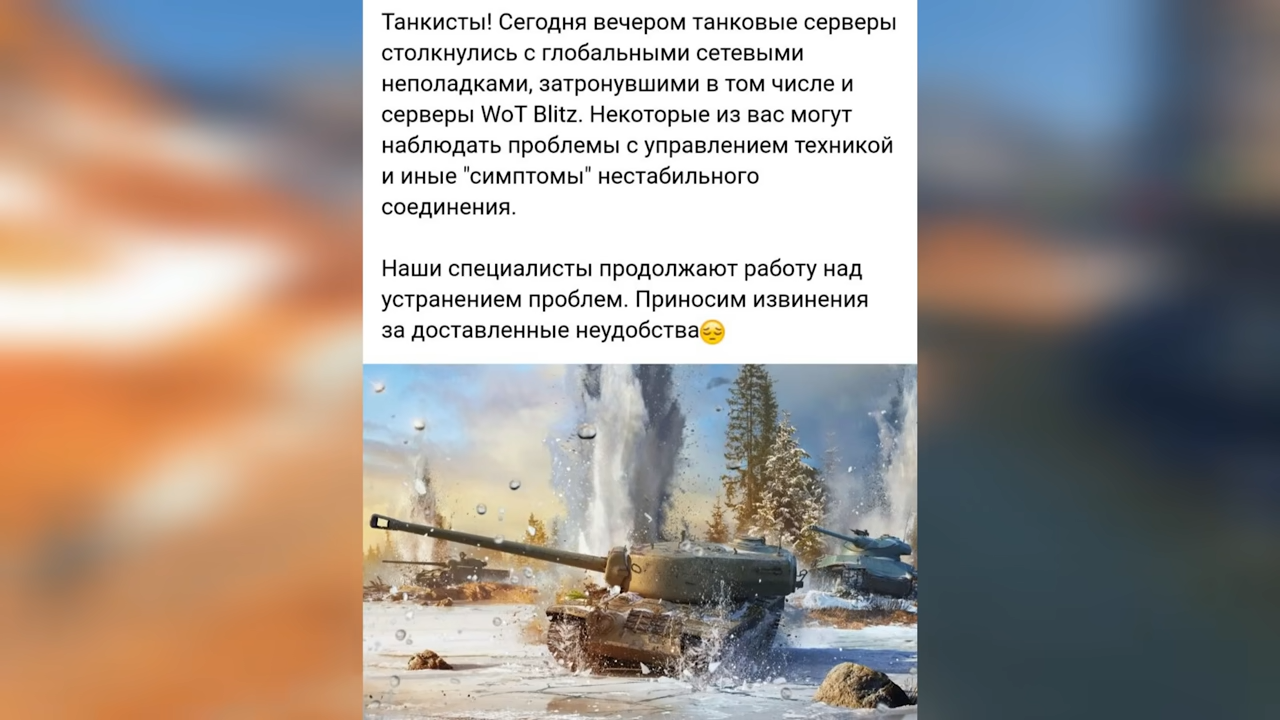 Танкисты! Сегодня вечером танковые серверы
столкнулись с глобальными сетевыми
неполадками, затронувшими в том числе и
серверы WoT Blitz. Некоторые из вас могут
наблюдать проблемы с управлением техникой
и иные "симптомы" нестабильного
соединения.
Наши специалисты продолжают работу над
устранением проблем. Приносим извинения
за доставленные неудобства😔